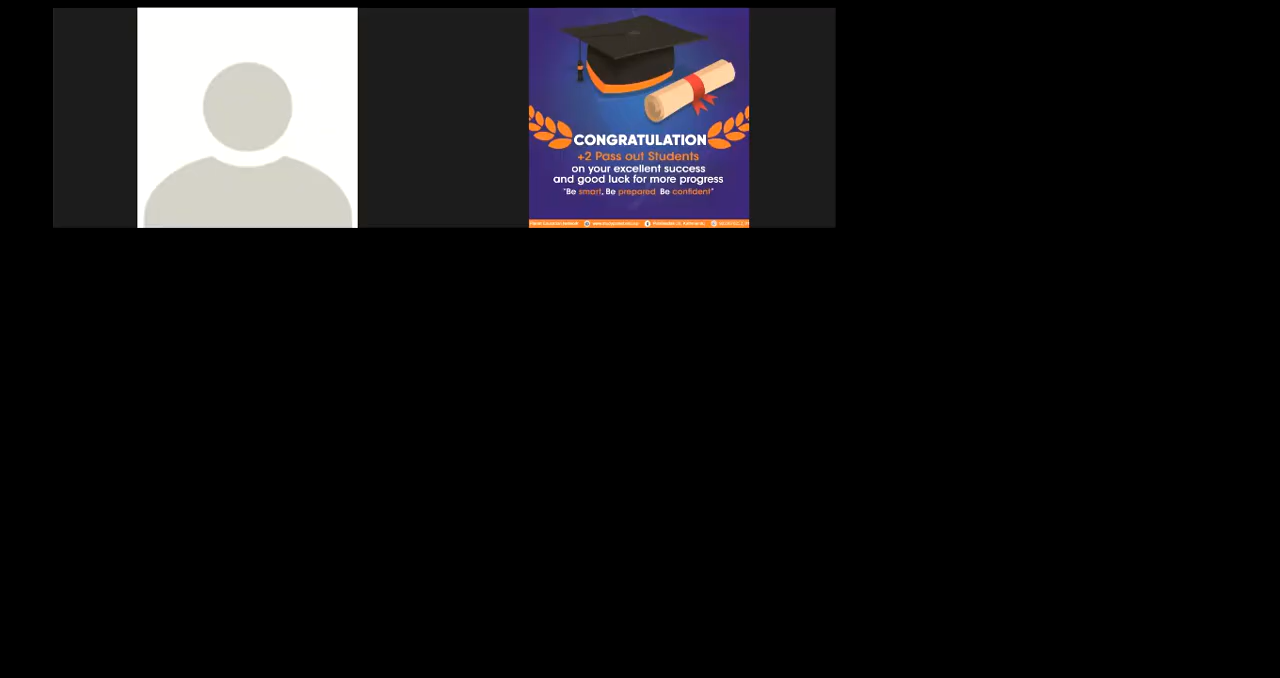 CONGRATULATION
+2 Pass out Students
on your excellent success
and good luck for more progress
"Be smart, Be prepared Be confident"